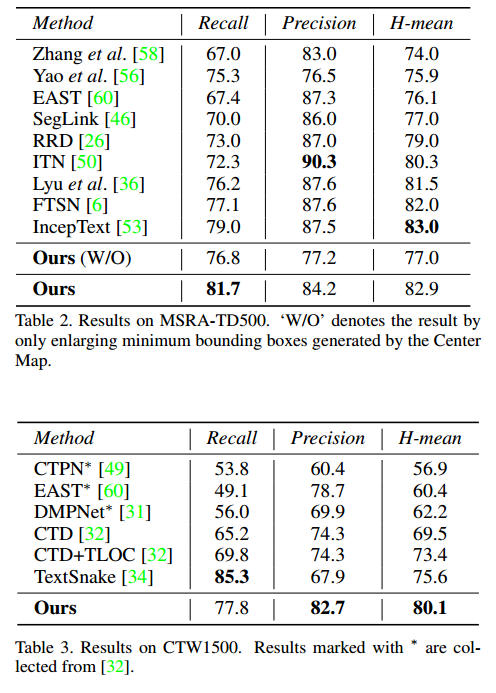 Method Recall Precision H-mean
Zhang et al. [58] 67.0 83.0 74.0
Yao et al. [56] 75.3 76.5 75.9
EAST [60] 67.4 87.3 76.1
SegLink [46] 70.0 86.0 77.0
RRD [26] 73.0 87.0 79.0
ITN [50] 72.3 90.3 80.3
Lyu et al. [36] 76.2 87.6 81.5
FTSN [6] 77.1 87.6 82.0
IncepText [53] 79.0 87.5 83.0
Ours (W/O) 76.8 77.2 77.0
Ours 81.7 84.2 82.9
Table 2. Results on MSRA-TD500. ‘W/O’ denotes the result by
only enlarging minimum bounding boxes generated by the Center
Map.
Method Recall Precision H-mean
CTPN* [49] 53.8 60.4 56.9
EAST* [60] 49.1 78.7 60.4
DMPNet* [31] 56.0 69.9 62.2
CTD [32] 65.2 74.3 69.5
CTD+TLOC [32] 69.8 74.3 73.4
TextSnake [34] 85.3 67.9 75.6
Ours 77.8 82.7 80.1
Table 3. Results on CTW1500. Results marked with * are col-
lected from [32].